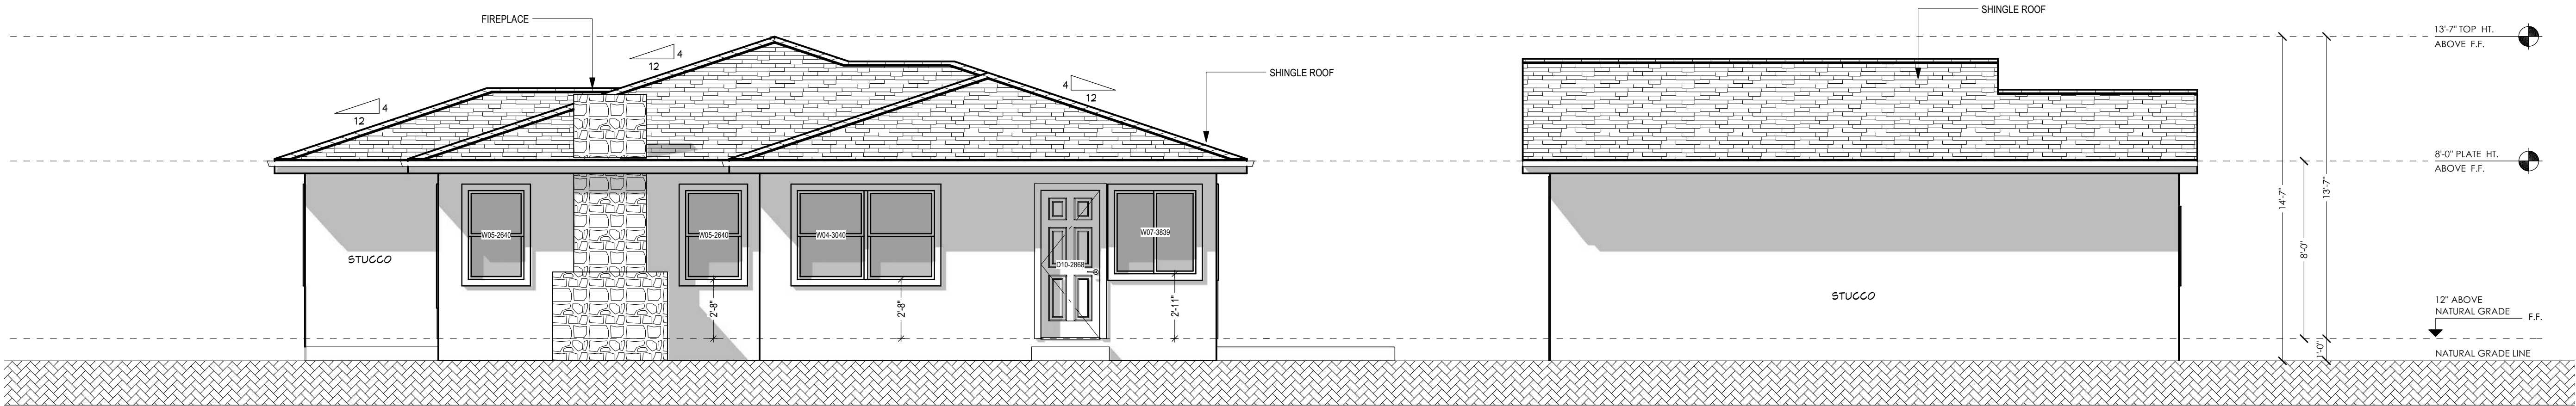 FIREPLACE
SHINGLE ROOF
13'-7" TOP HT.
ABOVE F.F.
4
12
SHINGLE ROOF
4
12
4
12
8'-0" PLATE HT.
ABOVE F.F.
14'-7"
13'-7"
8'-0"
W05-2640
W05-2640
W04-3040
W07-3839
STUCCO
D10-2868
2'-8"
2'-8"
2'-11"
STUCCO
12" ABOVE
NATURAL GRADE
F.F.
1'-0"
NATURAL GRADE LINE